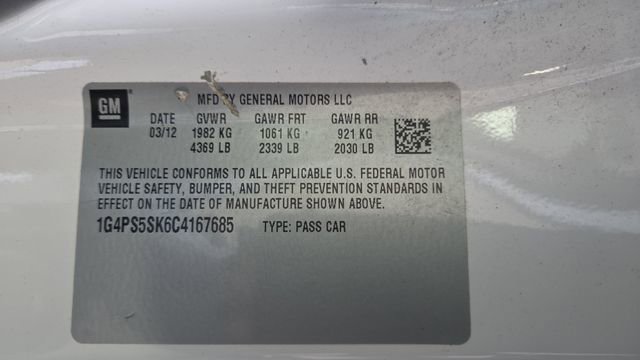 GM
MFD BY GENERAL MOTORS LLC
DATE GVWR GAWR FRT GAWR RR
03/12 1982 KG 1061 KG 921 KG
4369 LB 2339 LB 2030 LB
THIS VEHICLE CONFORMS TO ALL APPLICABLE U.S. FEDERAL MOTOR
VEHICLE SAFETY, BUMPER, AND THEFT PREVENTION STANDARDS IN
EFFECT ON THE DATE OF MANUFACTURE SHOWN ABOVE.
1G4PS5SK6C4167685 TYPE: PASS CAR